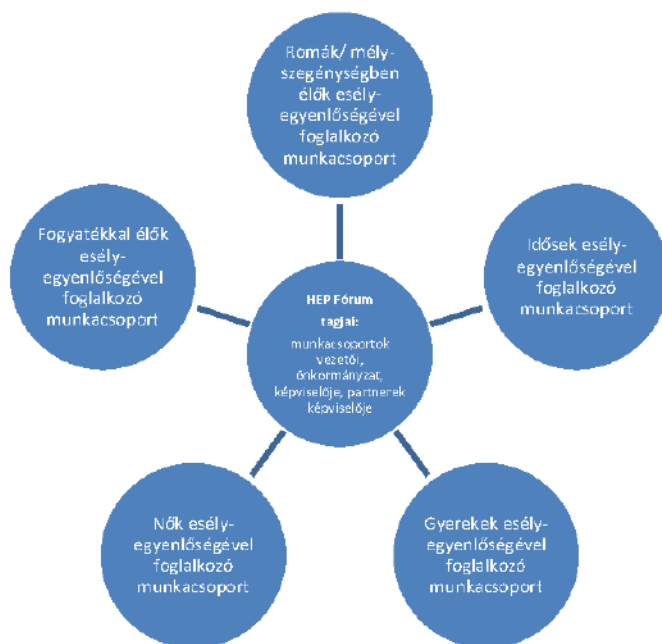 Romák/ mély-
szegénységben
élők esély-
egyenlőségével
foglalkozó
munkacsoport
Fogyatékkal élők
esély-
egyenlőségével
foglalkozó
munkacsoport
Idősek esély-
egyenlőségével
foglalkozó
munkacsoport
HEP Fórum
tagjai:
munkacsoportok
vezetői,
önkormányzat,
képviselője, partnerek
képviselője
Nők esély-
egyenlőségével
foglalkozó
munkacsoport
Gyerekek esély-
egyenlőségével
foglalkozó
munkacsoport